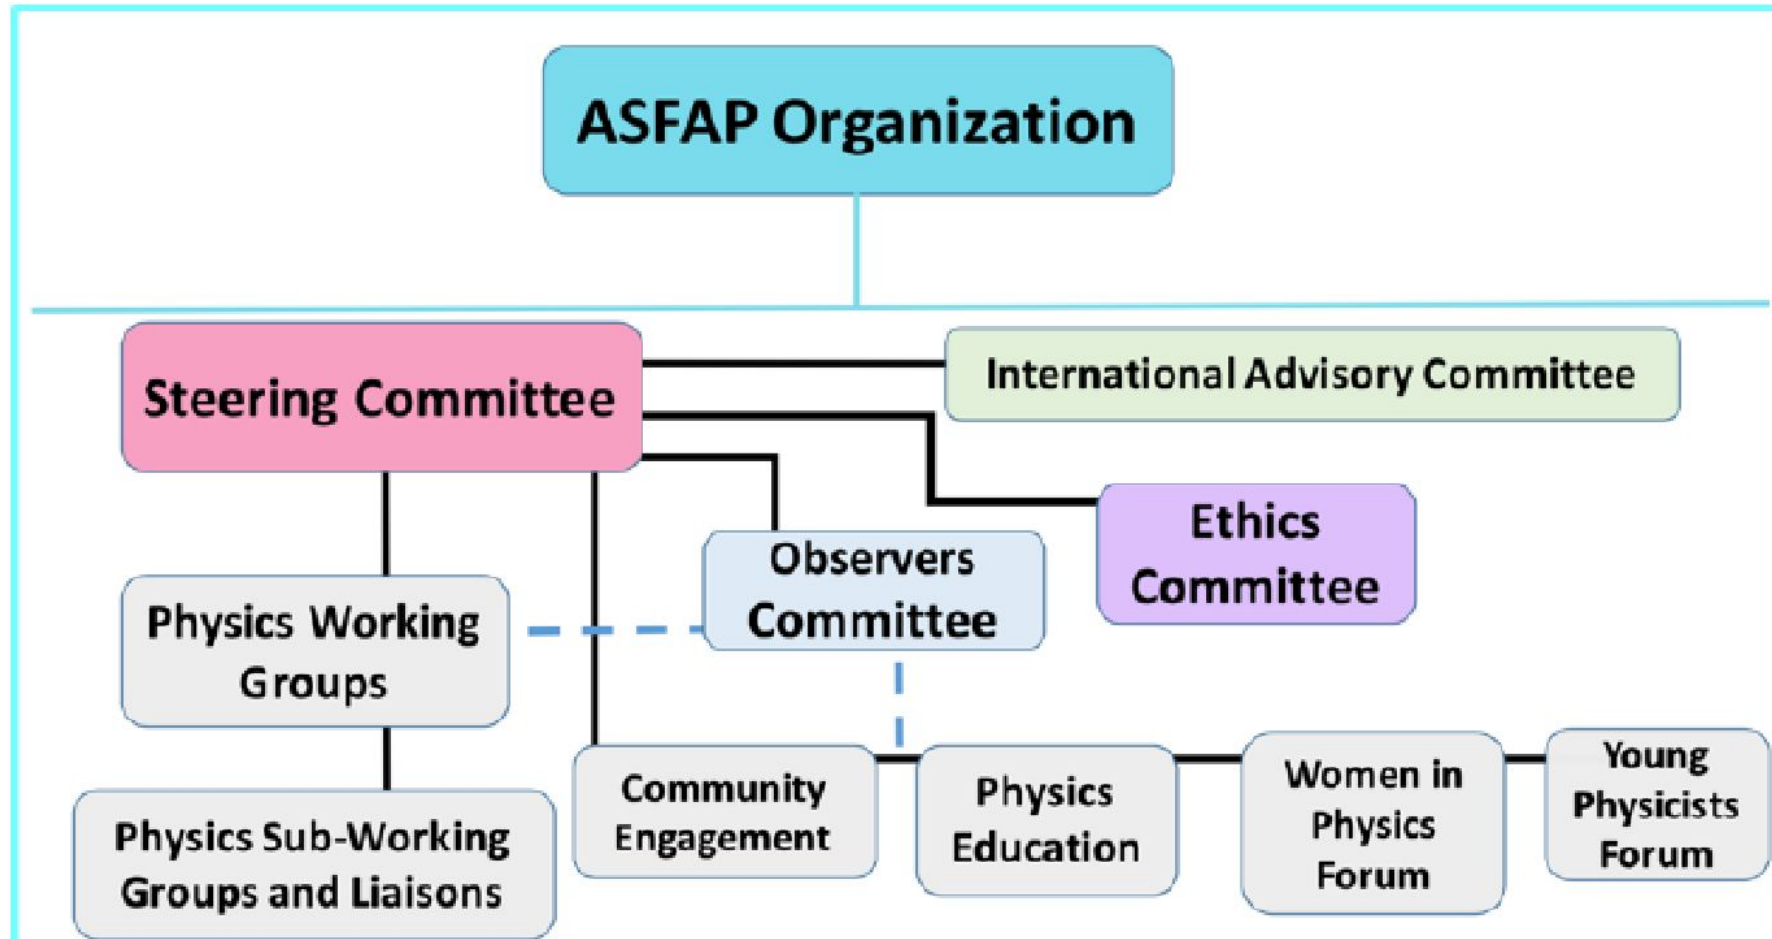 ASFAP Organization
Steering Committee
International Advisory Committee
Ethics
Committee
Observers
Committee
Physics Working
Groups
Physics Sub-Working
Groups and Liaisons
Community
Engagement
Physics
Education
Women in
Physics
Forum
Young
Physicists
Forum